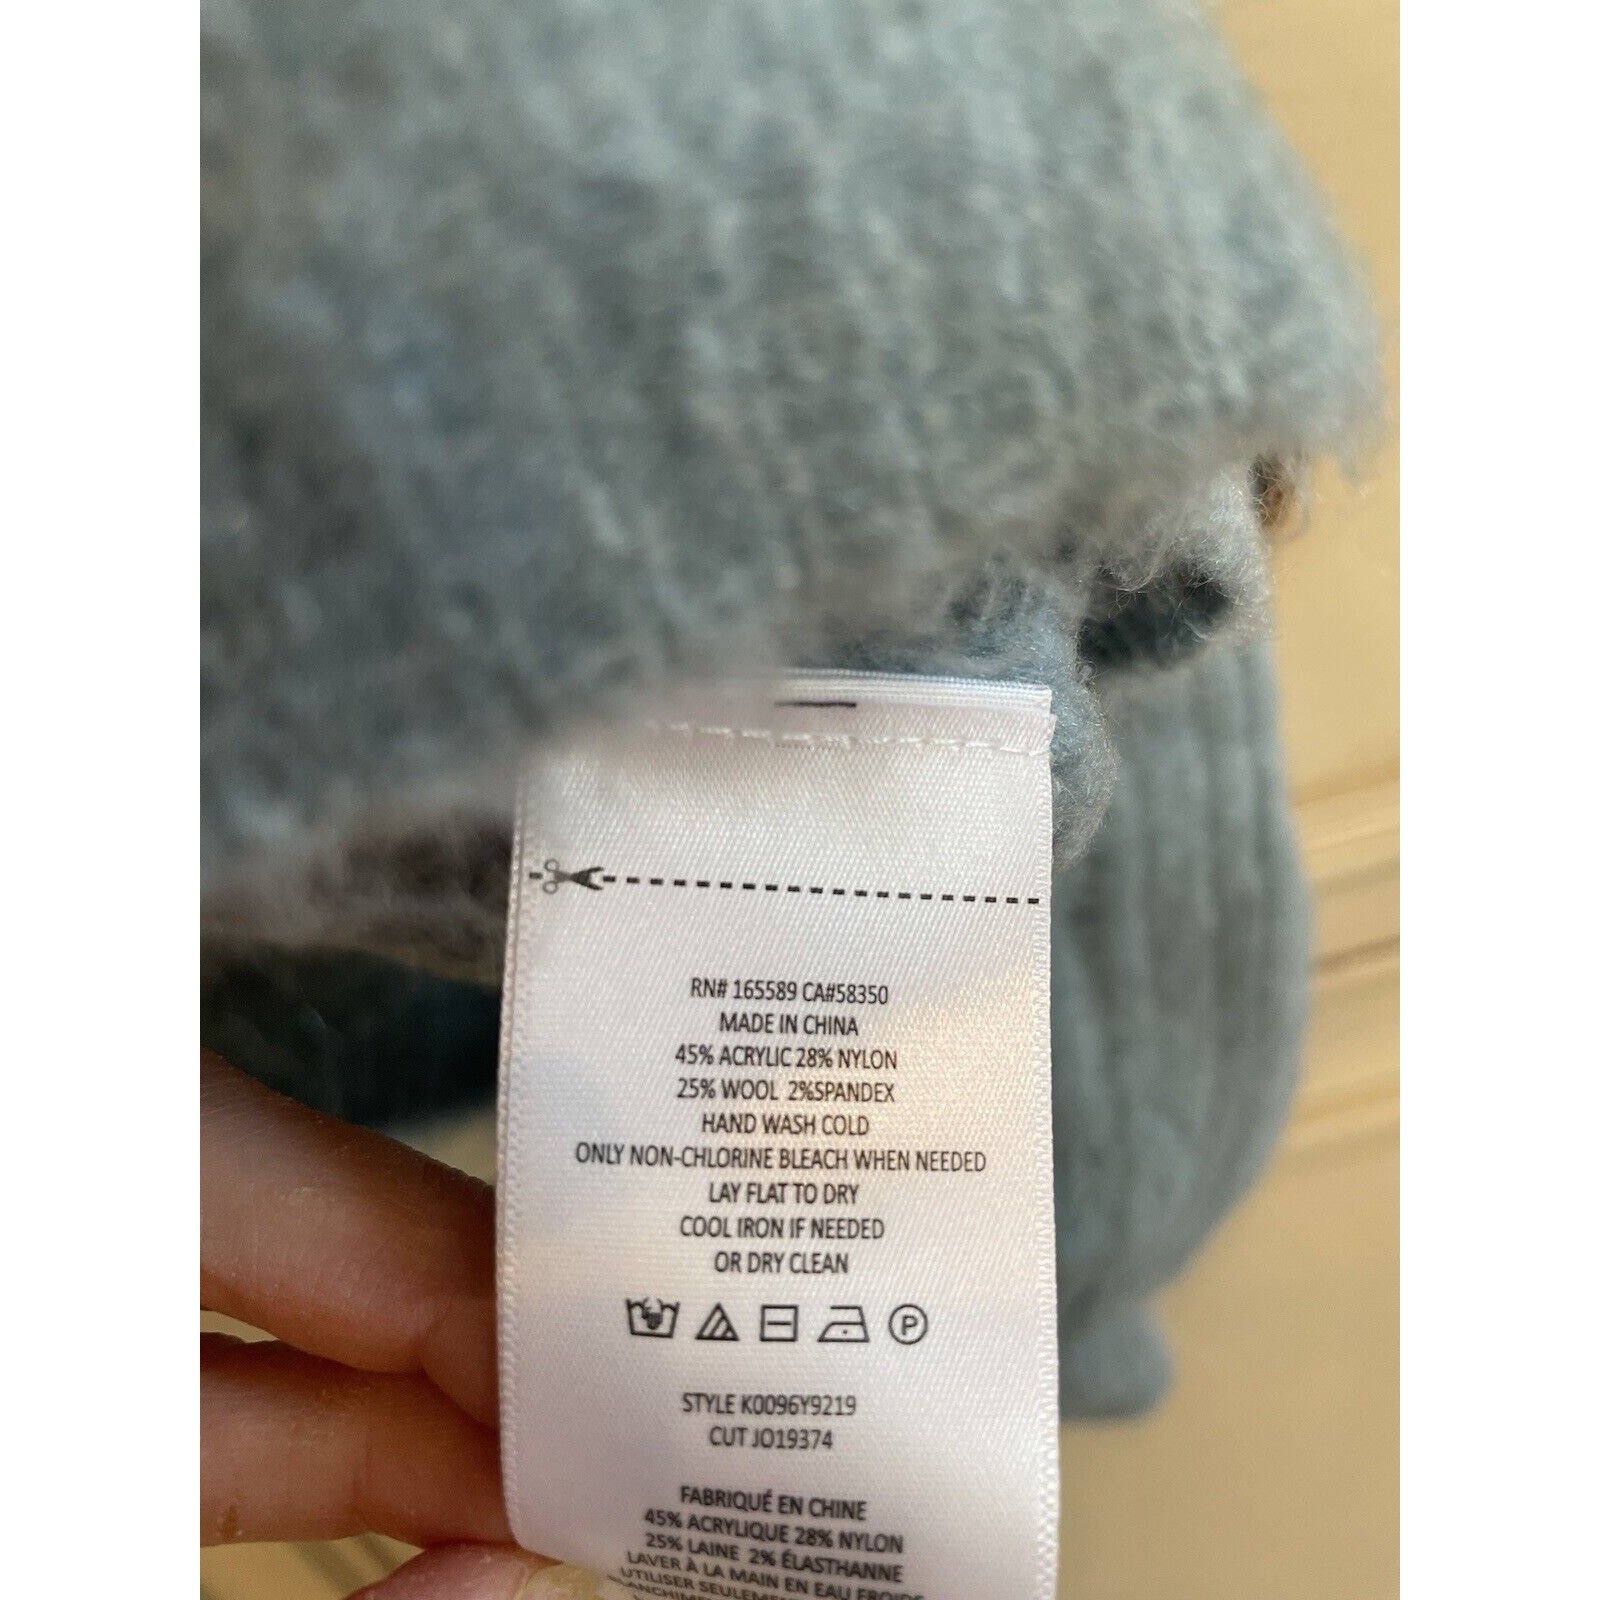 RN# 165589 CA#58350
MADE IN CHINA
45% ACRYLIC 28% NYLON
25% WOOL 2%SPANDEX
HAND WASH COLD
ONLY NON-CHLORINE BLEACH WHEN NEEDED
LAY FLAT TO DRY
COOL IRON IF NEEDED
OR DRY CLEAN
P
STYLE K0096Y9219
CUT JO19374
FABRIQUÉ EN CHINE
45% ACRYLIQUE 28% NYLON
25% LAINE 2% ÉLASTHANNE
LAVER À LA MAIN EN EAU FROIDE
UTILISER